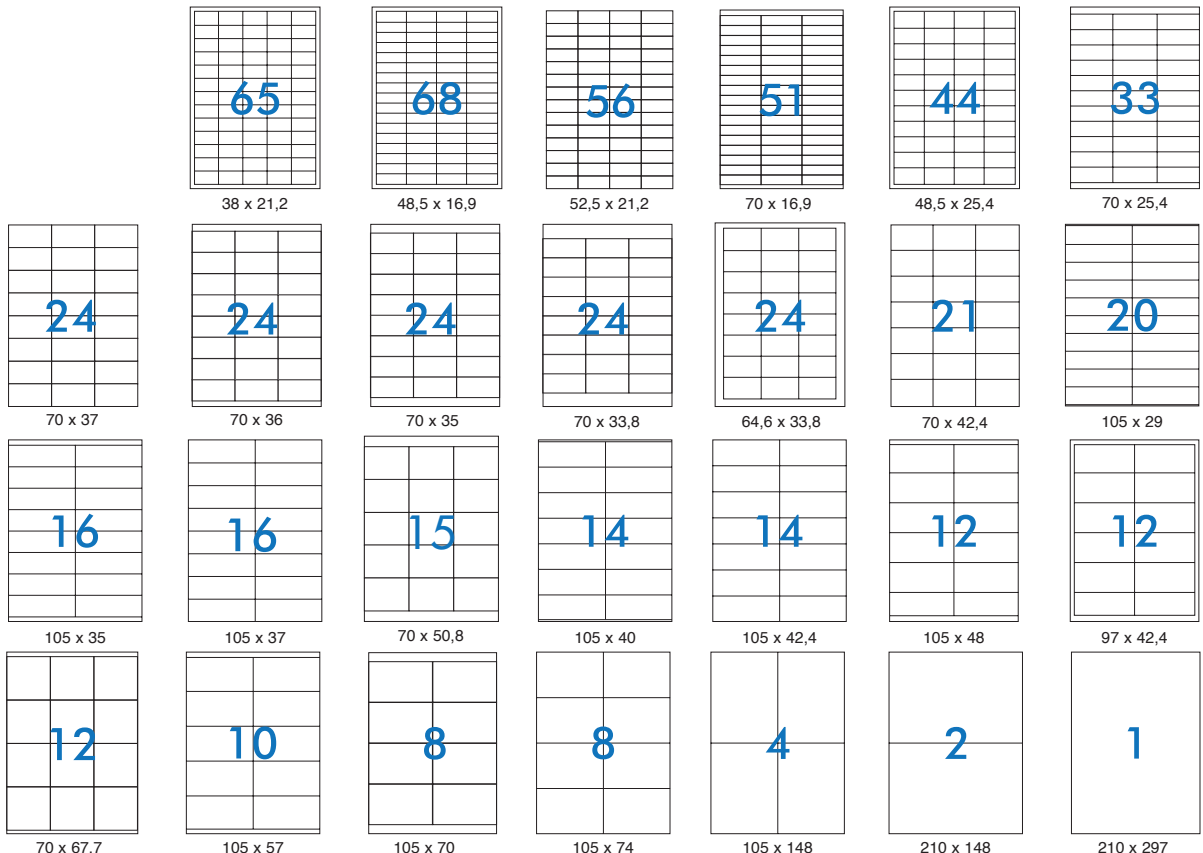 65 68 56 51 44 33
38 x 21,2 48,5 x 16,9 52,5 x 21,2 70 x 16,9 48,5 x 25,4 70 x 25,4
24 24 24 24 24 21 20
70 x 37 70 x 36 70 x 35 70 x 33,8 64,6 x 33,8 70 x 42,4 105 x 29
16 16 15 14 14 12 12
105 x 35 105 x 37 70 x 50,8 105 x 40 105 x 42,4 105 x 48 97 x 42,4
12 10 8 8 4 2 1
70 x 67,7 105 x 57 105 x 70 105 x 74 105 x 148 210 x 148 210 x 297